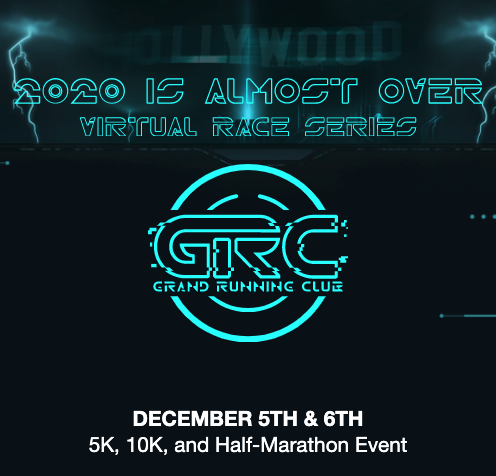 HOLLYWOOD
2020 IS ALMOST OVER
VIRTUAL RACE SERIES
GRC
GRAND RUNNING CLUB
DECEMBER 5TH & 6TH
5K, 10K, and Half-Marathon Event